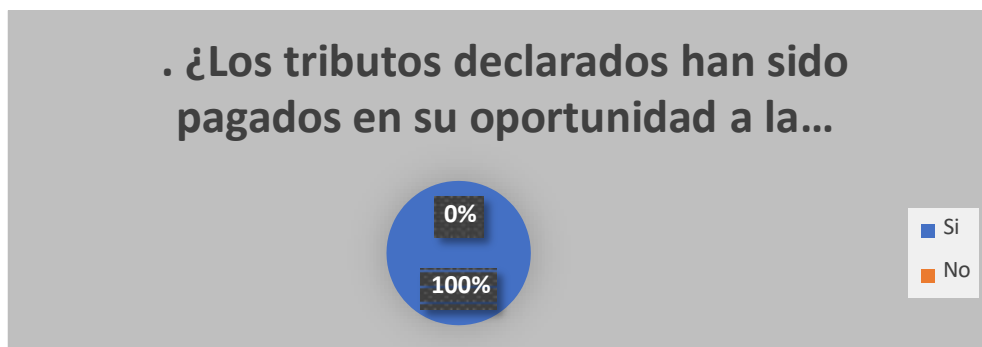 . ¿Los tributos declarados han sido
pagados en su oportunidad a la…
0%
100%
Si
No